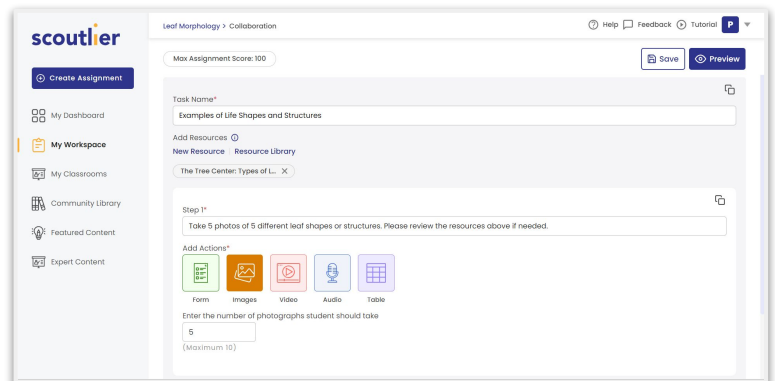 scoutlier
Leaf Morphology > Collaboration
Help Feedback Tutorial P
Max Assignment Score: 100
Save Preview
Create Assignment
My Dashboard
My Workspace
My Classrooms
Community Library
Featured Content
Expert Content
Task Name*
Examples of Life Shapes and Structures
Add Resources
New Resource Resource Library
The Tree Center: Types of L... X
Step 1*
Take 5 photos of 5 different leaf shapes or structures. Please review the resources above if needed.
Add Actions*
Form Images Video Audio Table
Enter the number of photographs student should take
5
(Maximum 10)